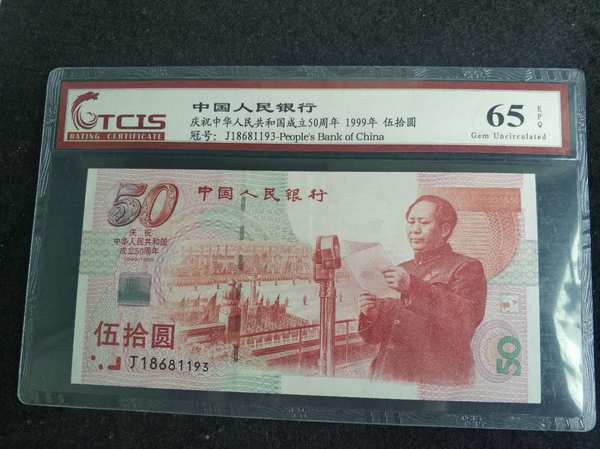 CTCIS
RATING CERTIFICATE
中国人民银行
庆祝中华人民共和国成立50周年 1999年 伍拾圆
冠号：J18681193-People's Bank of China
65 EPQ
Gem Uncirculated
50
中国人民银行
庆祝
中华人民共和国
成立50周年
1949-1999
伍拾圆
J18681193
50